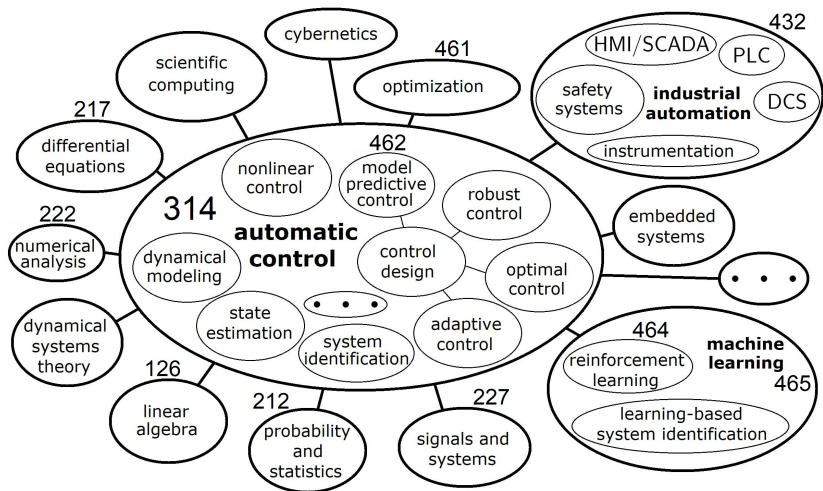 cybernetics
432
scientific
computing
461
optimization
HMI/SCADA
PLC
safety
systems
industrial
automation
DCS
instrumentation
217
differential
equations
462
nonlinear
control
model
predictive
control
robust
control
314
automatic
control
222
numerical
analysis
dynamical
modeling
control
design
optimal
control
embedded
systems
• • •
dynamical
systems
theory
state
estimation
• • •
system
identification
adaptive
control
464
machine
learning
reinforcement
learning
465
learning-based
system identification
126
linear
algebra
212
probability
and
statistics
227
signals and
systems